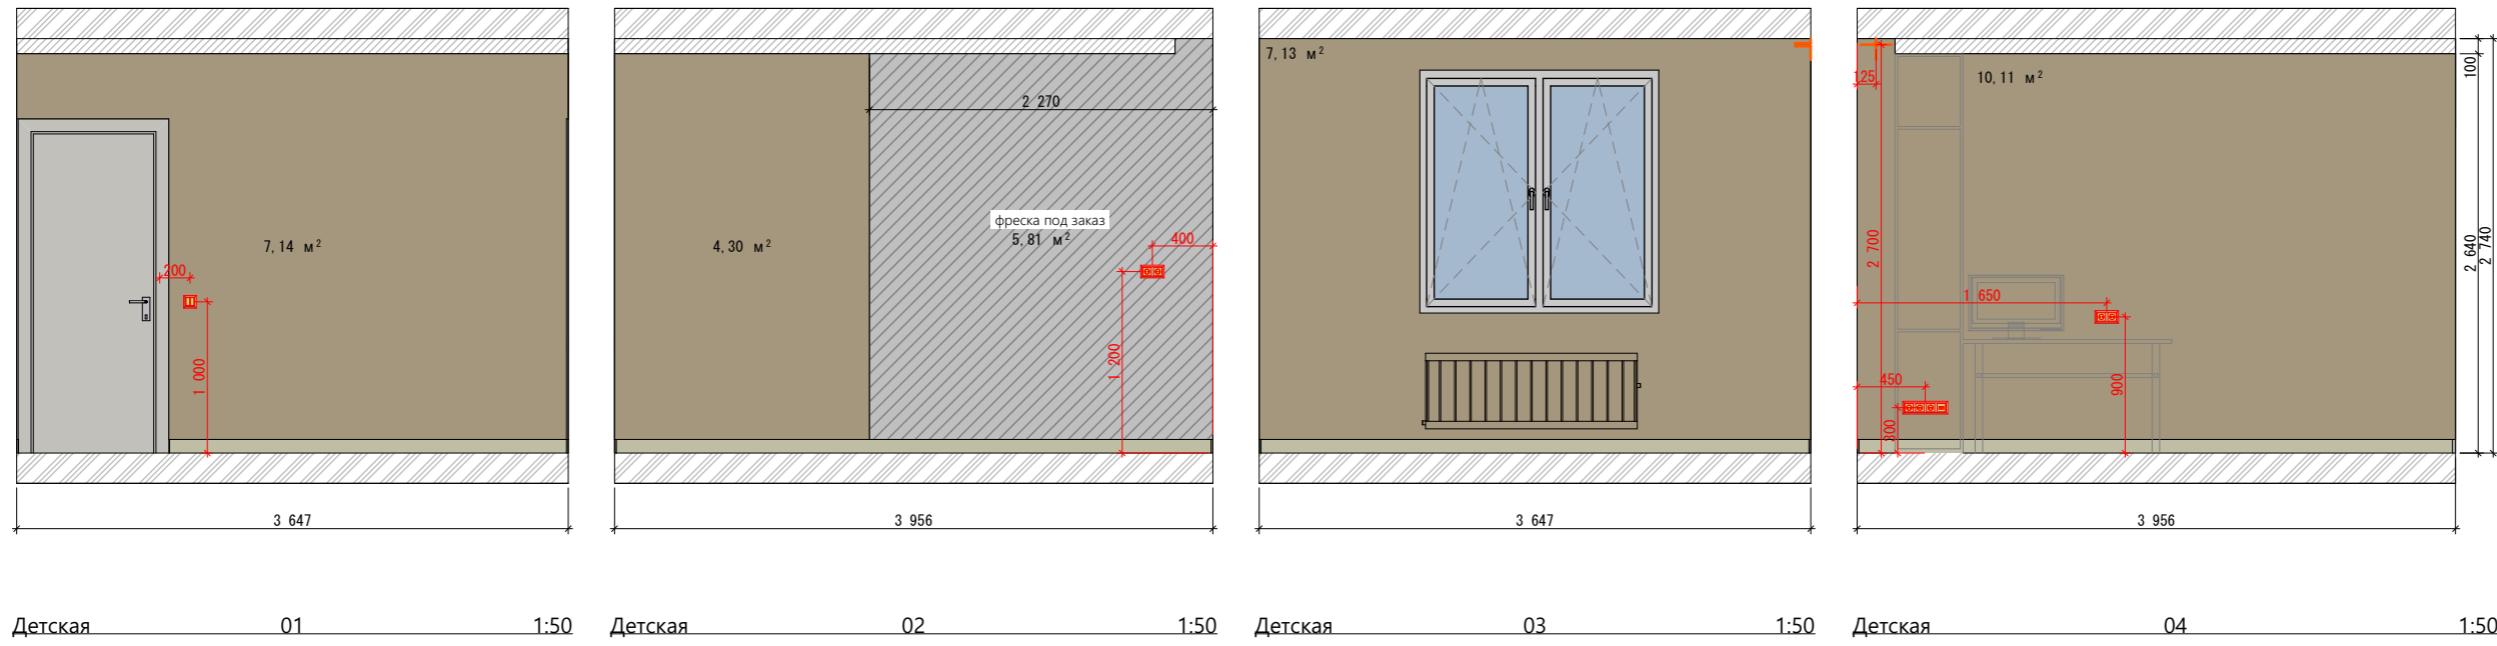 7,14 м²
200
1 000
3 647
Детская 01 1:50
2 270
фреска под заказ
5,81 м²
4,30 м²
400
1 200
3 956
Детская 02 1:50
7,13 м²
3 647
Детская 03 1:50
125
10,11 м²
100
2 700
2 640
2 740
1 650
450
900
300
3 956
Детская 04 1:50